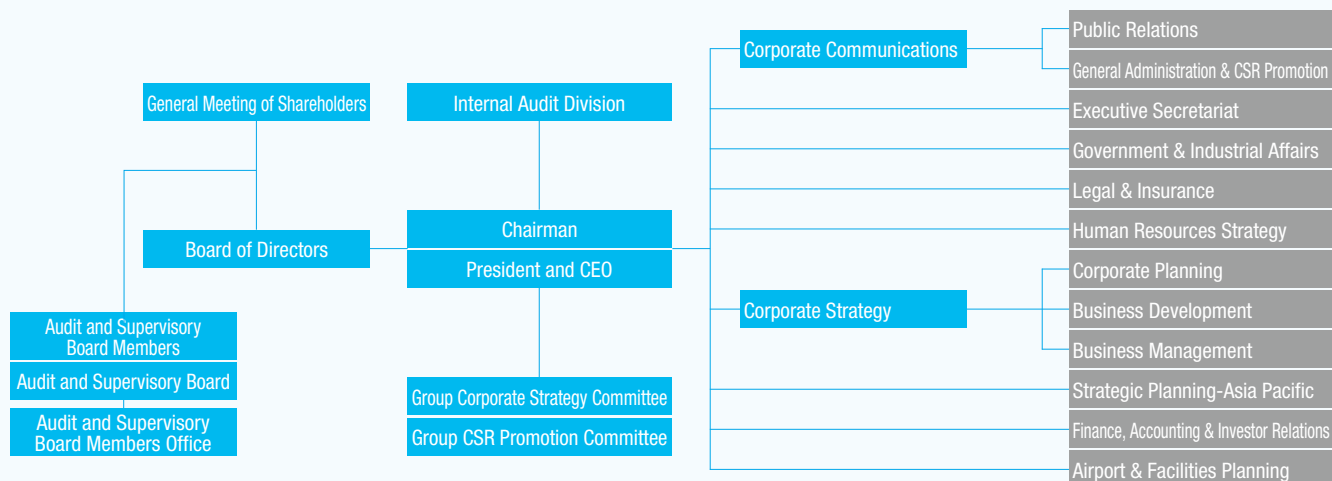 General Meeting of Shareholders
Board of Directors
Audit and Supervisory
Board Members
Audit and Supervisory Board
Audit and Supervisory
Board Members Office
Internal Audit Division
Chairman
President and CEO
Group Corporate Strategy Committee
Group CSR Promotion Committee
Corporate Communications
Corporate Strategy
Public Relations
General Administration & CSR Promotion
Executive Secretariat
Government & Industrial Affairs
Legal & Insurance
Human Resources Strategy
Corporate Planning
Business Development
Business Management
Strategic Planning-Asia Pacific
Finance, Accounting & Investor Relations
Airport & Facilities Planning